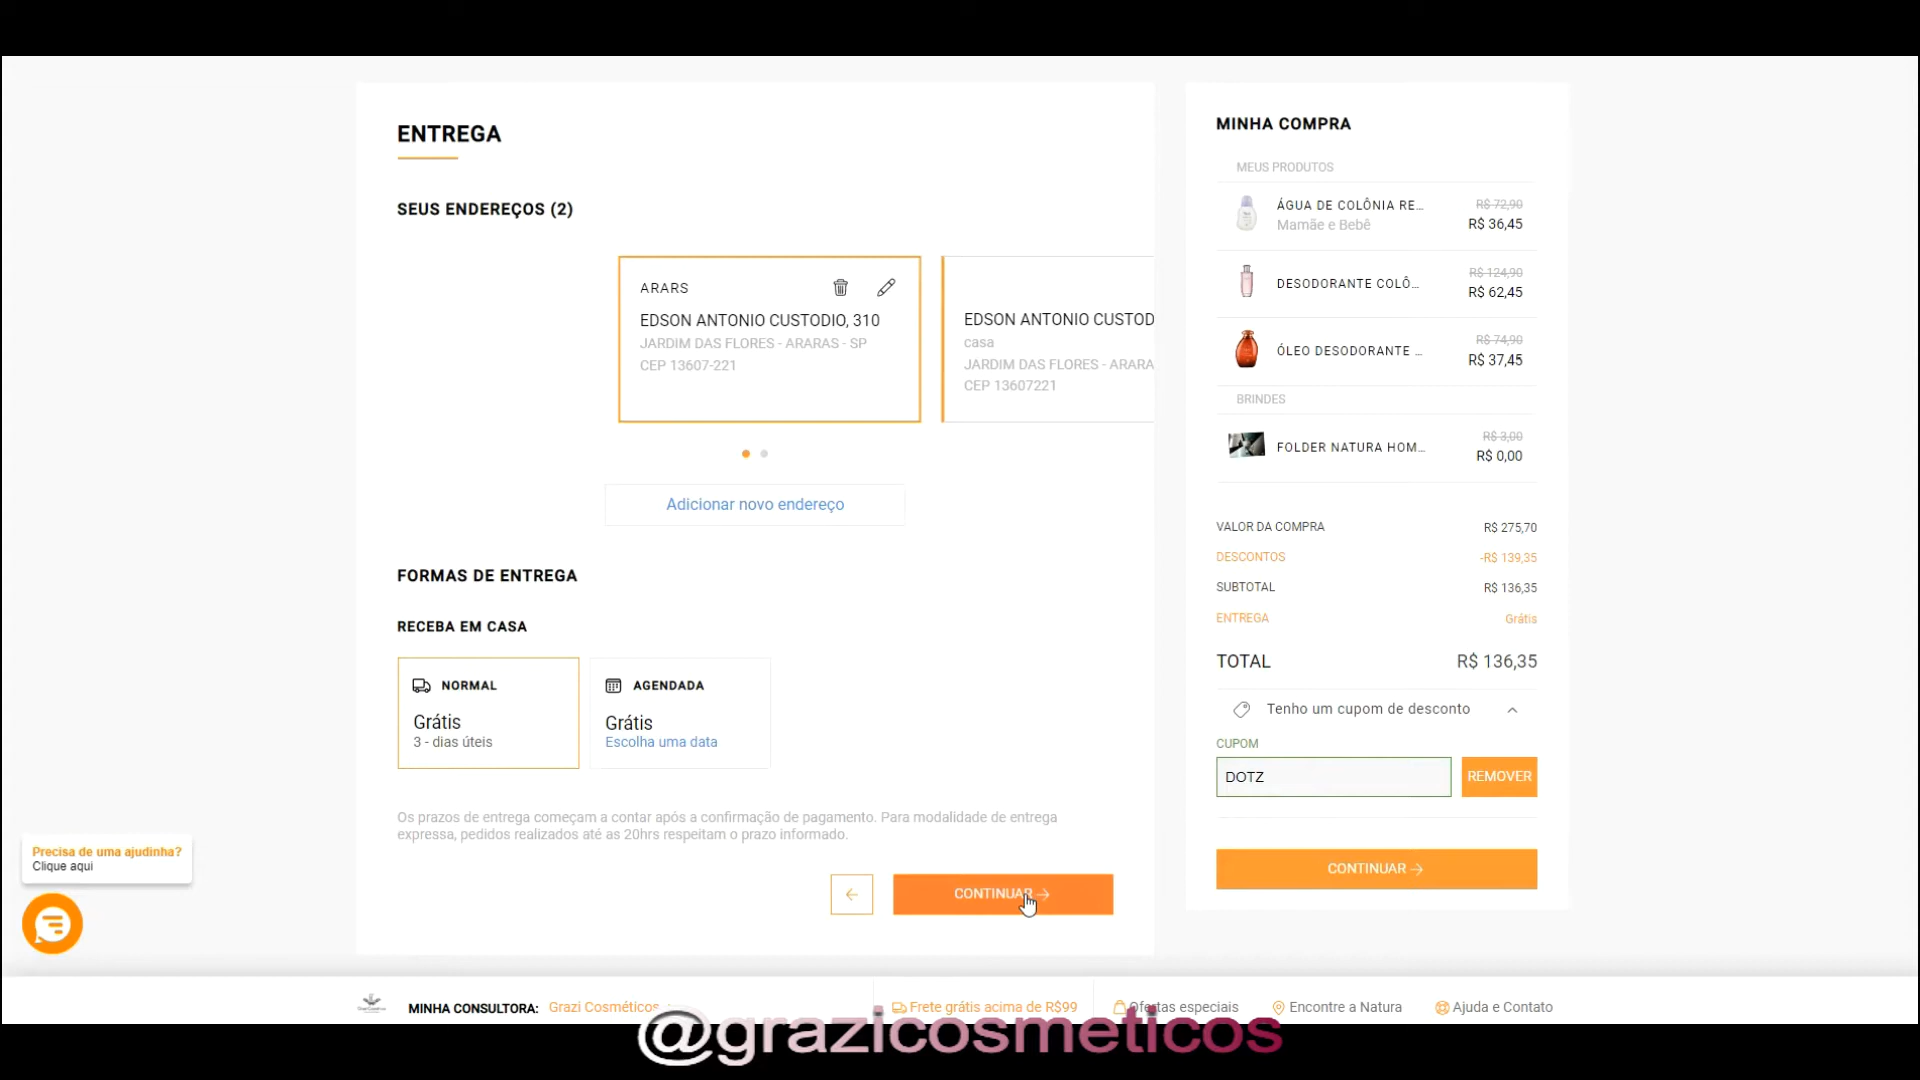 ENTREGA
SEUS ENDEREÇOS (2)
ARARS
EDSON ANTONIO CUSTODIO, 310
JARDIM DAS FLORES - ARARAS - SP
CEP 13607-221
EDSON ANTONIO CUSTOD
casa
JARDIM DAS FLORES - ARARA
CEP 13607221
Adicionar novo endereço
FORMAS DE ENTREGA
RECEBA EM CASA
NORMAL
Grátis
3 - dias úteis
AGENDADA
Grátis
Escolha uma data
Os prazos de entrega começam a contar após a confirmação de pagamento. Para modalidade de entrega
expressa, pedidos realizados até as 20hrs respeitam o prazo informado.
CONTINUAR
MINHA COMPRA
MEUS PRODUTOS
ÁGUA DE COLÔNIA RE... R$ 72,90
Mamãe e Bebê R$ 36,45
R$ 124,90
DESODORANTE COLÔ... R$ 62,45
R$ 74,90
ÓLEO DESODORANTE ... R$ 37,45
BRINDES
R$ 3,00
FOLDER NATURA HOM... R$ 0,00
VALOR DA COMPRA R$ 275,70
DESCONTOS -R$ 139,35
SUBTOTAL R$ 136,35
ENTREGA Grátis
TOTAL R$ 136,35
Tenho um cupom de desconto
CUPOM
DOTZ REMOVER
CONTINUAR
Precisa de uma ajudinha?
Clique aqui
MINHA CONSULTORA: Grazi Cosméticos Frete grátis acima de R$99 Ofertas especiais Encontre a Natura Ajuda e Contato
@grazicosmeticos